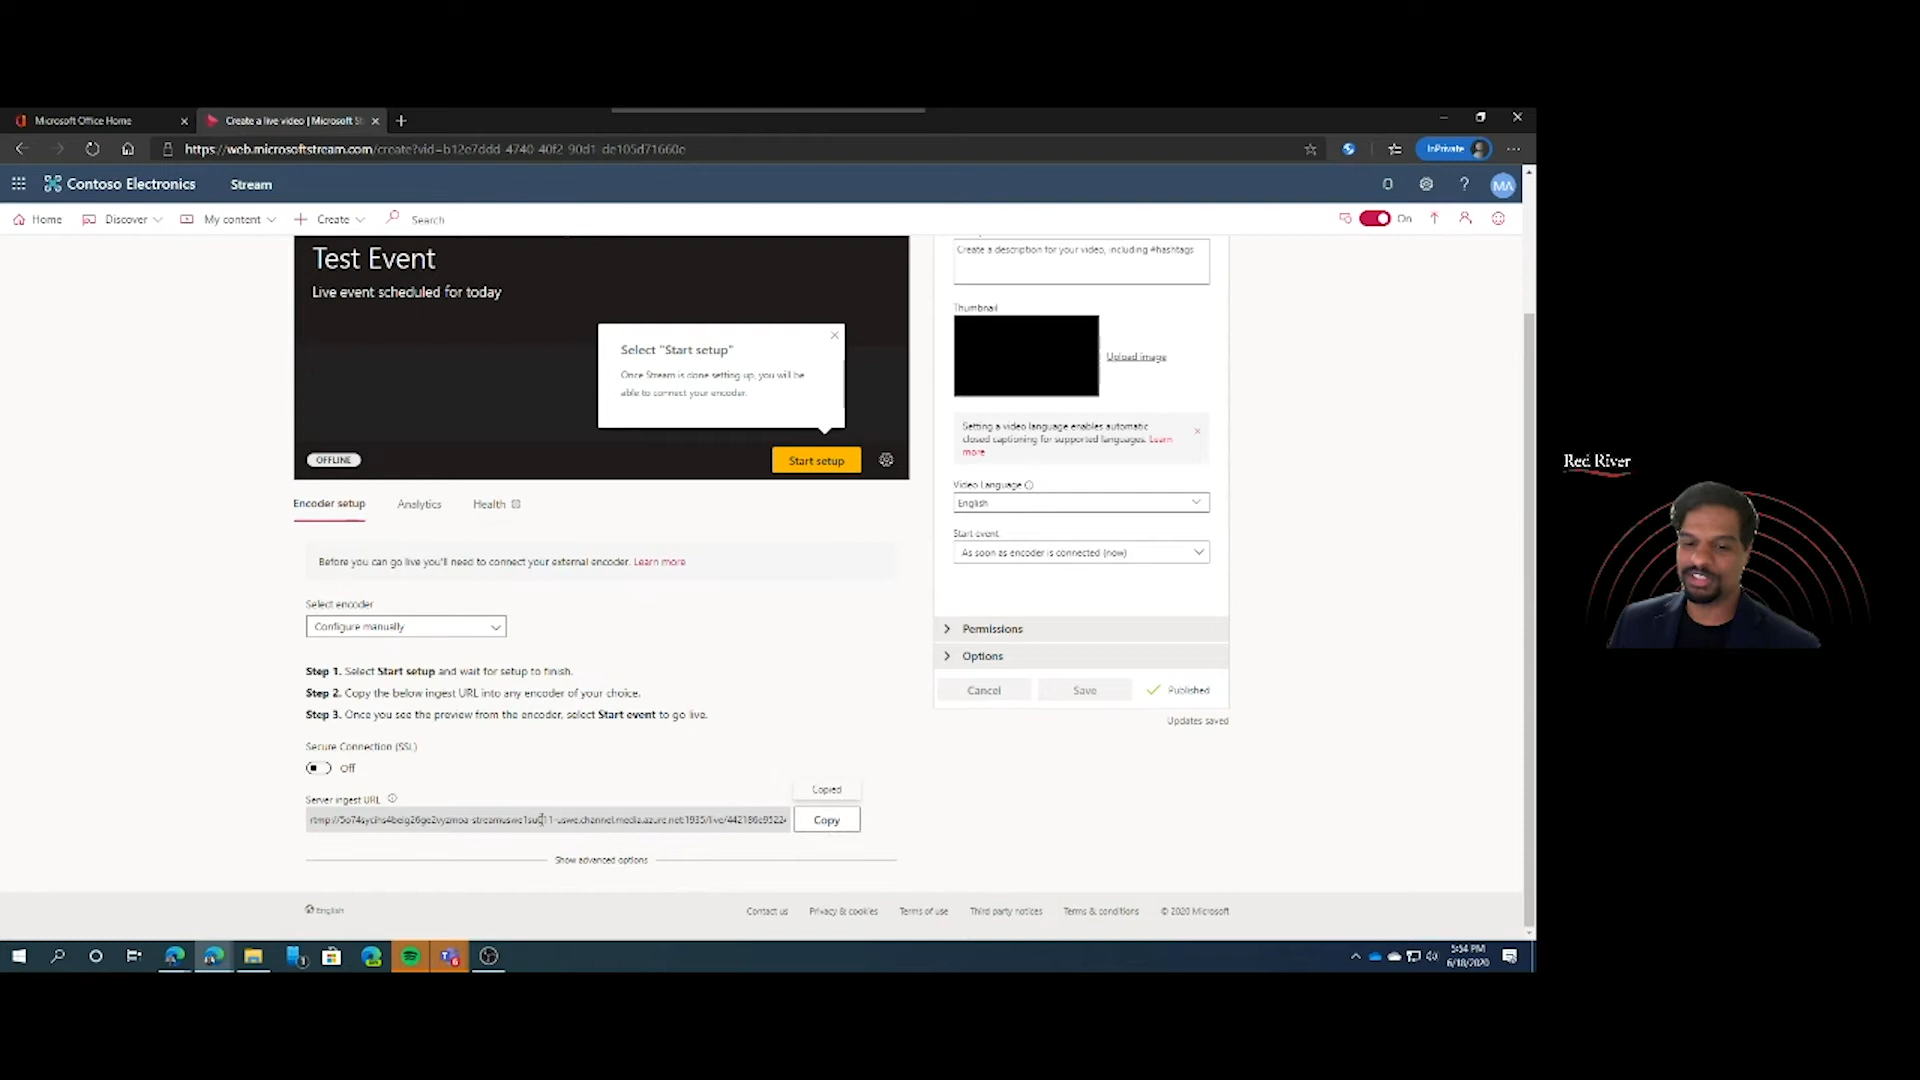 Microsoft Office Home
Create a live video | Microsoft St
https://web.microsoftstream.com/create?vid=b12e7ddd-4740-40f2-90d1-de105d71660e
InPrivate
Contoso Electronics
Stream
MA
Home
Discover
My content
Create
Search
On
Test Event
Live event scheduled for today
Select "Start setup"
Once Stream is done setting up, you will be
able to connect your encoder.
OFFLINE
Start setup
Create a description for your video, including #hashtags
Thumbnail
Upload image
Setting a video language enables automatic
closed captioning for supported languages. Learn
more
Video Language
English
Start event
As soon as encoder is connected (now)
Permissions
Options
Cancel
Save
Published
Updates saved
Encoder setup
Analytics
Health
Before you can go live you'll need to connect your external encoder. Learn more
Select encoder
Configure manually
Step 1. Select Start setup and wait for setup to finish.
Step 2. Copy the below ingest URL into any encoder of your choice.
Step 3. Once you see the preview from the encoder, select Start event to go live.
Secure Connection (SSL)
Off
Copied
Server ingest URL
Copy
Show advanced options
English
Contact us
Privacy & cookies
Terms of use
Third party notices
Terms & conditions
© 2020 Microsoft
5:54 PM
6/18/2020
Red River